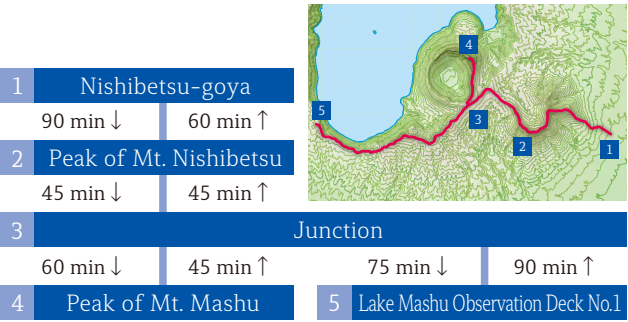 1 Nishibetsu-goya
90 min ↓ 60 min ↑
2 Peak of Mt. Nishibetsu
45 min ↓ 45 min ↑
3 Junction
60 min ↓ 45 min ↑ 75 min ↓ 90 min ↑
4 Peak of Mt. Mashu 5 Lake Mashu Observation Deck No.1
4
5
3
2
1